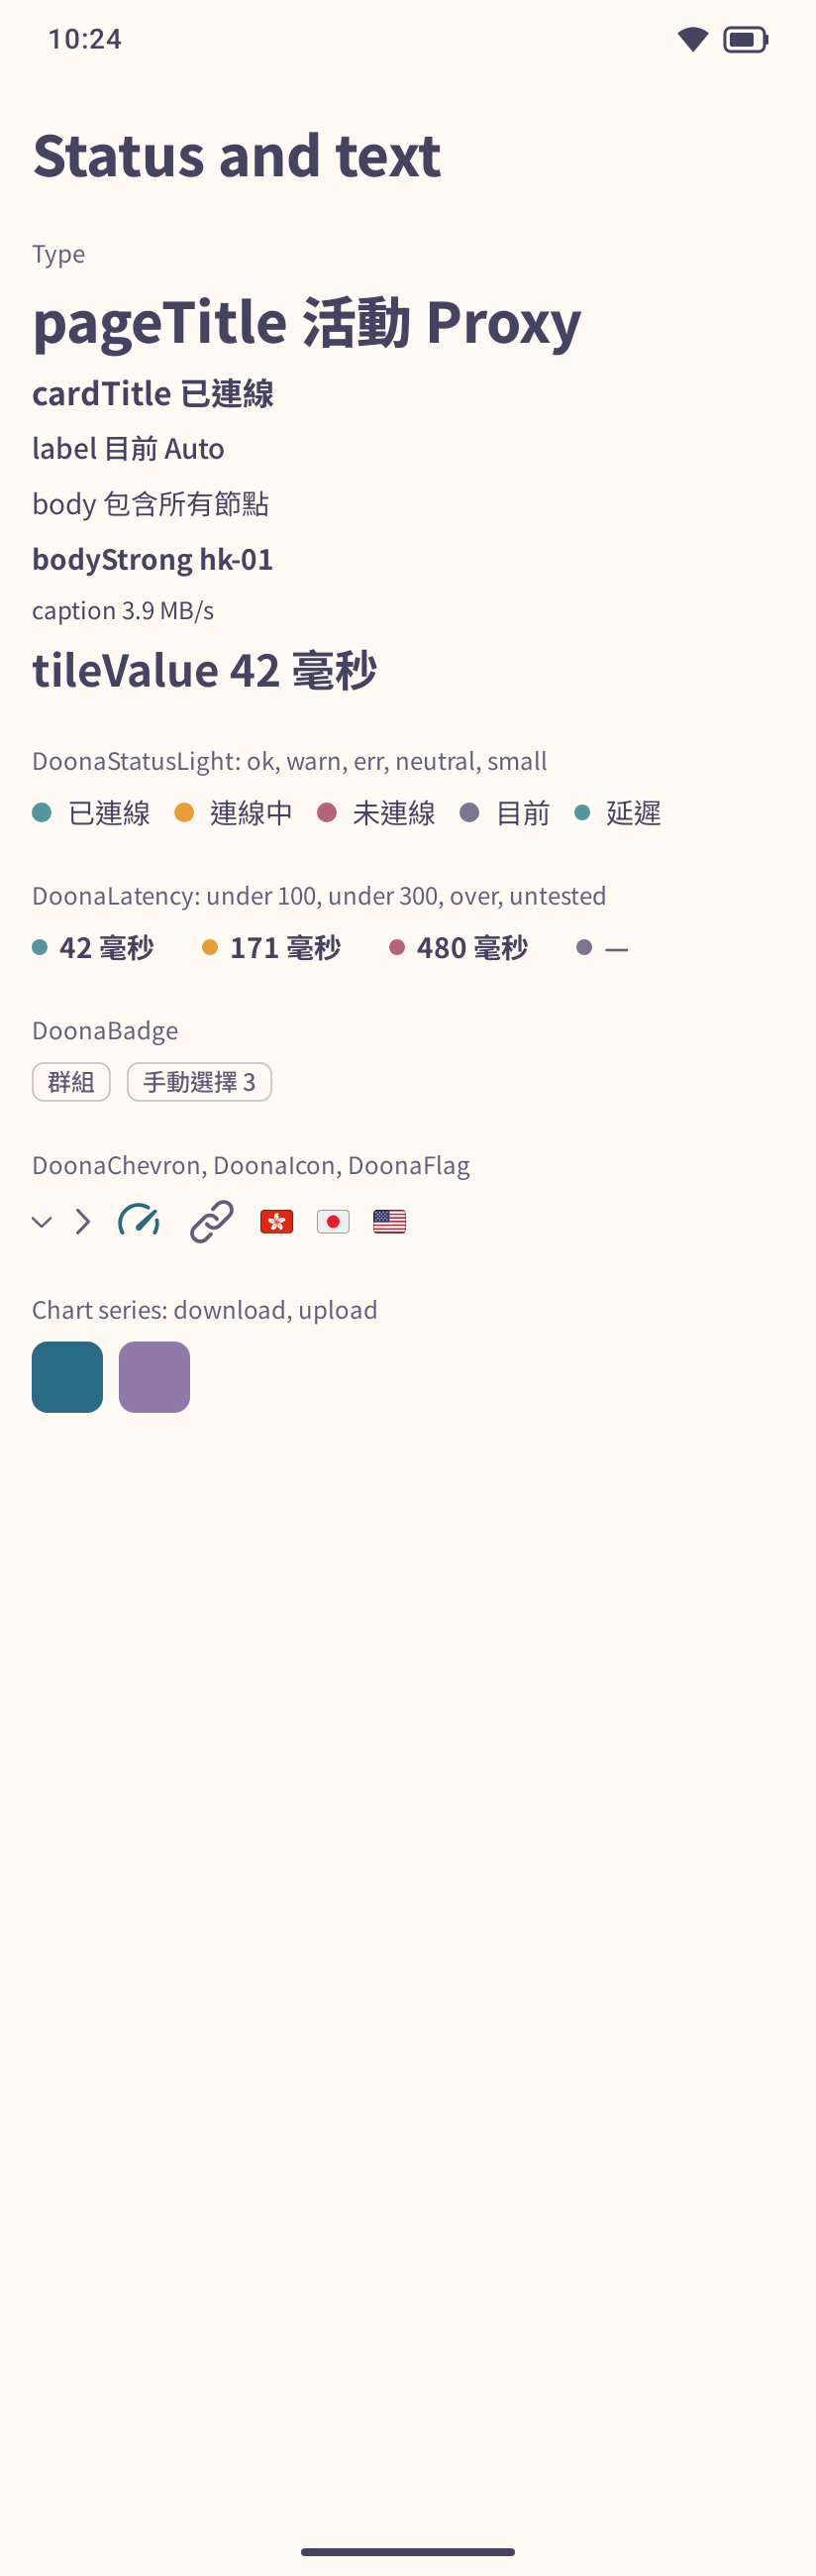 10:24
Status and text
Type
pageTitle 活動 Proxy
cardTitle 已連線
label 目前 Auto
body 包含所有節點
bodyStrong hk-01
caption 3.9 MB/s
tileValue 42 毫秒
DoonaStatusLight: ok, warn, err, neutral, small
已連線 連線中 未連線 目前 延遲
DoonaLatency: under 100, under 300, over, untested
42 毫秒 171 毫秒 480 毫秒 —
DoonaBadge
群組 手動選擇 3
DoonaChevron, DoonaIcon, DoonaFlag
Chart series: download, upload